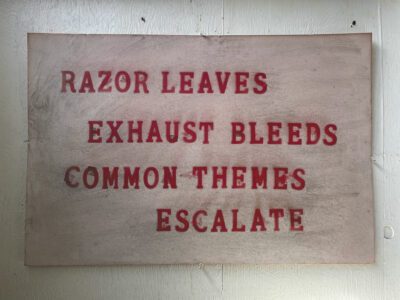 RAZOR LEAVES
EXHAUST BLEEDS
COMMON THEMES
ESCALATE